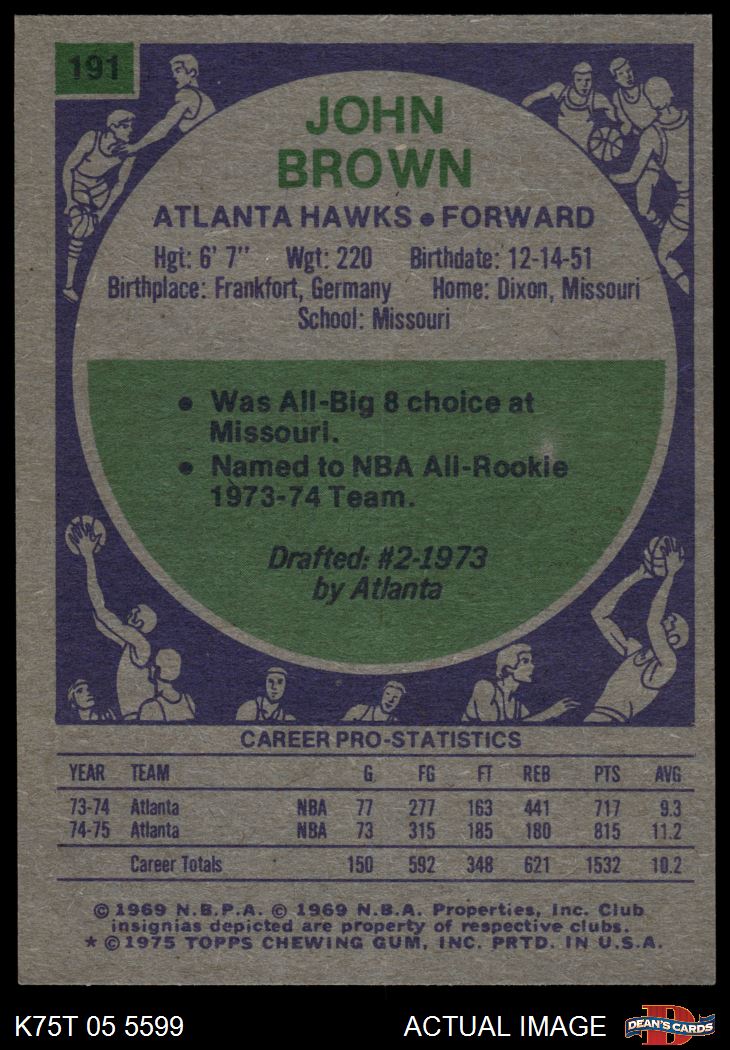 191
JOHN
BROWN
ATLANTA HAWKS • FORWARD
Hgt: 6' 7" Wgt: 220 Birthdate: 12-14-51
Birthplace: Frankfort, Germany Home: Dixon, Missouri
School: Missouri
• Was All-Big 8 choice at
Missouri.
• Named to NBA All-Rookie
1973-74 Team.
Drafted: #2-1973
by Atlanta
CAREER PRO-STATISTICS
YEAR TEAM G FG FT REB PTS AVG
73-74 Atlanta NBA 77 277 163 441 717 9.3
74-75 Atlanta NBA 73 315 185 180 815 11.2
Career Totals 150 592 348 621 1532 10.2
© 1969 N.B.P.A. © 1969 N.B.A. Properties, Inc. Club
insignias depicted are property of respective clubs.
* © 1975 TOPPS CHEWING GUM, INC. PRTD. IN U.S.A.
K75T 05 5599 ACTUAL IMAGE D DEAN'S CARDS